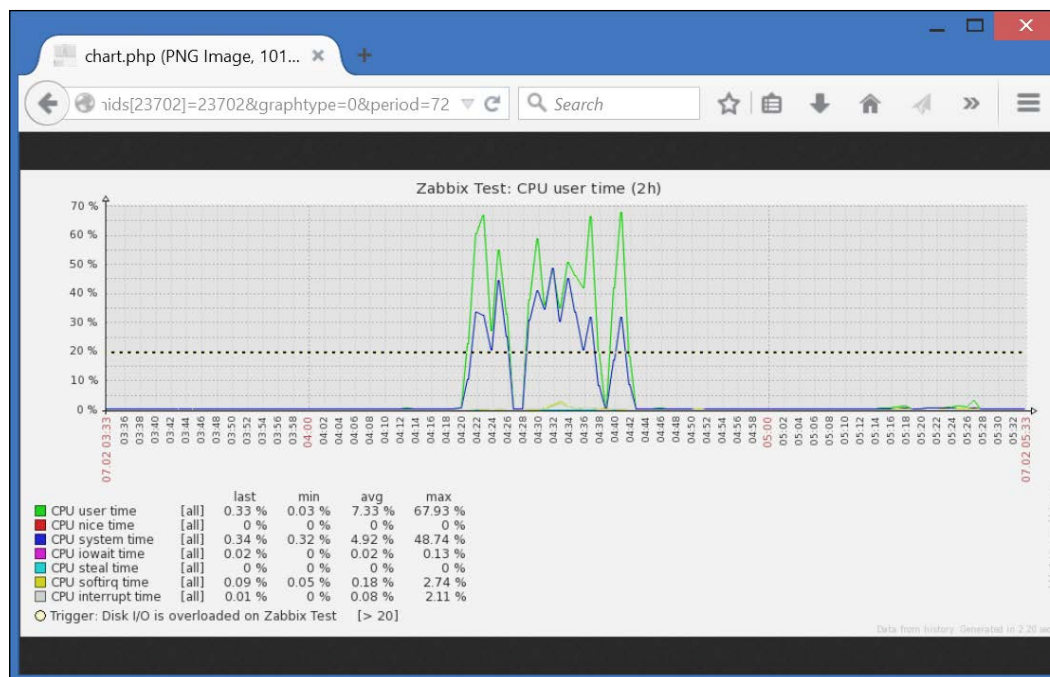 chart.php (PNG Image, 101...
nids[23702]=23702&graphtype=0&period=72
Search
Zabbix Test: CPU user time (2h)
70 %
60 %
50 %
40 %
30 %
20 %
10 %
0 %
07.02 03:33 03:36 03:38 03:40 03:42 03:44 03:46 03:48 03:50 03:52 03:54 03:56 03:58 04:00 04:02 04:04 04:06 04:08 04:10 04:12 04:14 04:16 04:18 04:20 04:22 04:24 04:26 04:28 04:30 04:32 04:34 04:36 04:38 04:40 04:42 04:44 04:46 04:48 04:50 04:52 04:54 04:56 04:58 05:00 05:02 05:04 05:06 05:08 05:10 05:12 05:14 05:16 05:18 05:20 05:22 05:24 05:26 05:28 05:30 05:32 07.02 05:33
last min avg max
CPU user time [all] 0.33 % 0.03 % 7.33 % 67.93 %
CPU nice time [all] 0 % 0 % 0 % 0 %
CPU system time [all] 0.34 % 0.32 % 4.92 % 48.74 %
CPU iowait time [all] 0.02 % 0 % 0.02 % 0.13 %
CPU steal time [all] 0 % 0 % 0 % 0 %
CPU softirq time [all] 0.09 % 0.05 % 0.18 % 2.74 %
CPU interrupt time [all] 0.01 % 0 % 0.08 % 2.11 %
Trigger: Disk I/O is overloaded on Zabbix Test [> 20]
Data from history. Generated in 2.20 sec